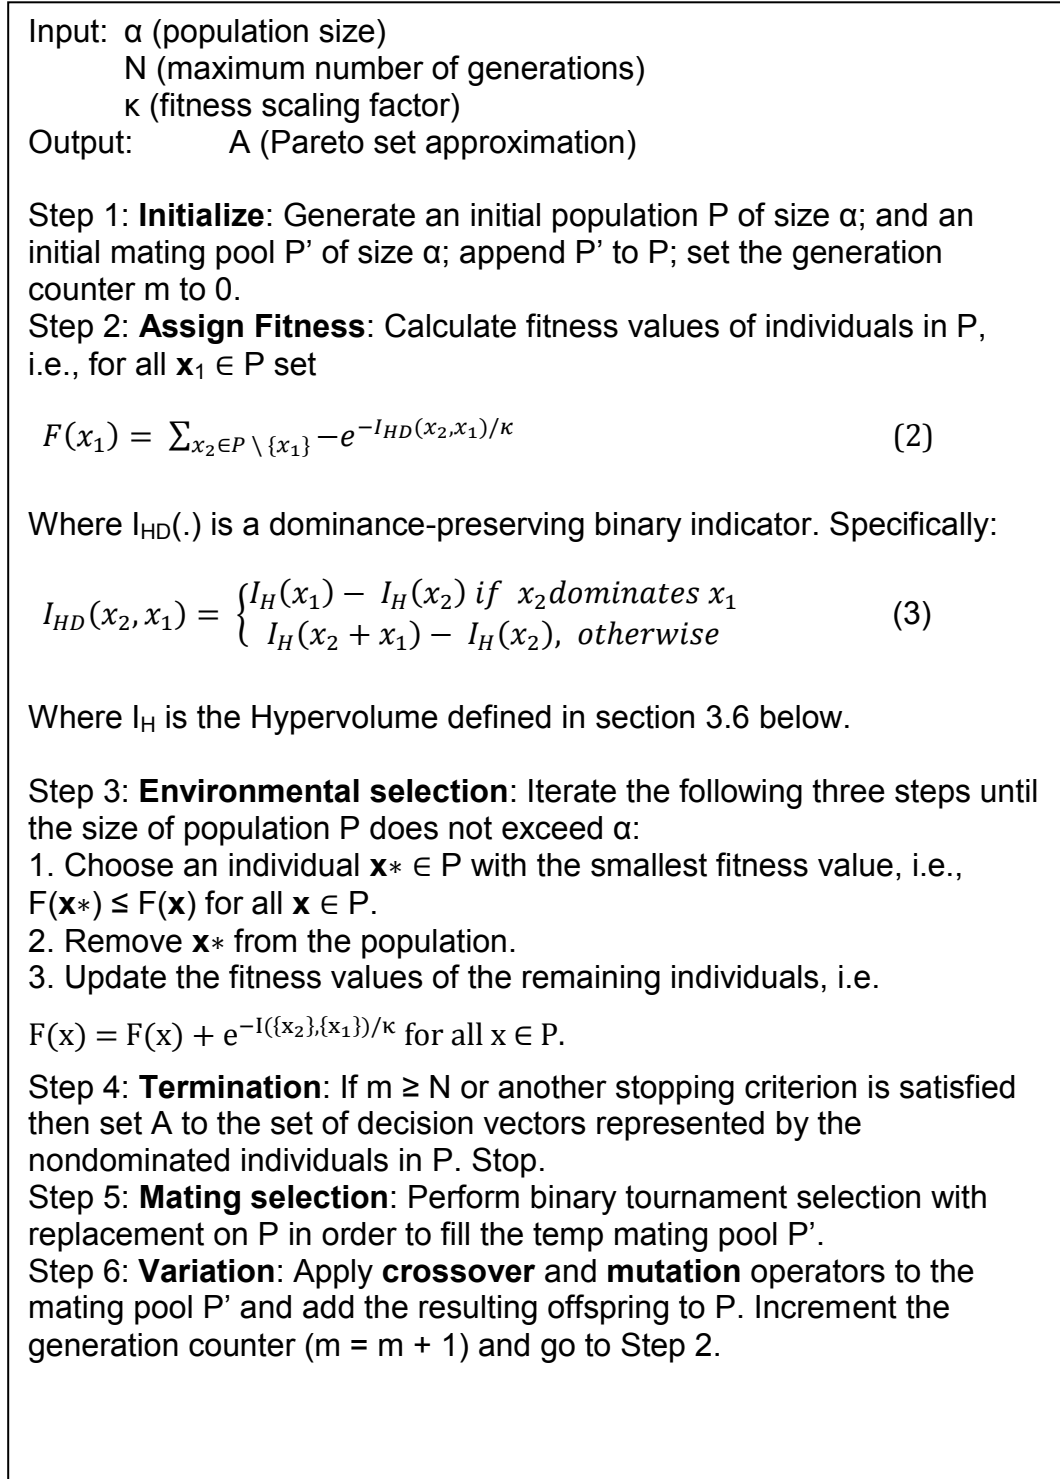 Input: α (population size)
N (maximum number of generations)
κ (fitness scaling factor)
Output: A (Pareto set approximation)
Step 1: Initialize: Generate an initial population P of size α; and an
initial mating pool P’ of size α; append P’ to P; set the generation
counter m to 0.
Step 2: Assign Fitness: Calculate fitness values of individuals in P,
i.e., for all x₁ ∈ P set
F(x₁) = ∑_{x₂∈P \ {x₁}} −e^{−I_{HD}(x₂,x₁)/κ} (2)
Where I_{HD}(.) is a dominance-preserving binary indicator. Specifically:
I_{HD}(x₂, x₁) = { I_H(x₁) − I_H(x₂) if x₂dominates x₁
I_H(x₂ + x₁) − I_H(x₂), otherwise (3)
Where I_H is the Hypervolume defined in section 3.6 below.
Step 3: Environmental selection: Iterate the following three steps until
the size of population P does not exceed α:
1. Choose an individual x∗ ∈ P with the smallest fitness value, i.e.,
F(x∗) ≤ F(x) for all x ∈ P.
2. Remove x∗ from the population.
3. Update the fitness values of the remaining individuals, i.e.
F(x) = F(x) + e^{−I({x₂},{x₁})/κ} for all x ∈ P.
Step 4: Termination: If m ≥ N or another stopping criterion is satisfied
then set A to the set of decision vectors represented by the
nondominated individuals in P. Stop.
Step 5: Mating selection: Perform binary tournament selection with
replacement on P in order to fill the temp mating pool P’.
Step 6: Variation: Apply crossover and mutation operators to the
mating pool P’ and add the resulting offspring to P. Increment the
generation counter (m = m + 1) and go to Step 2.